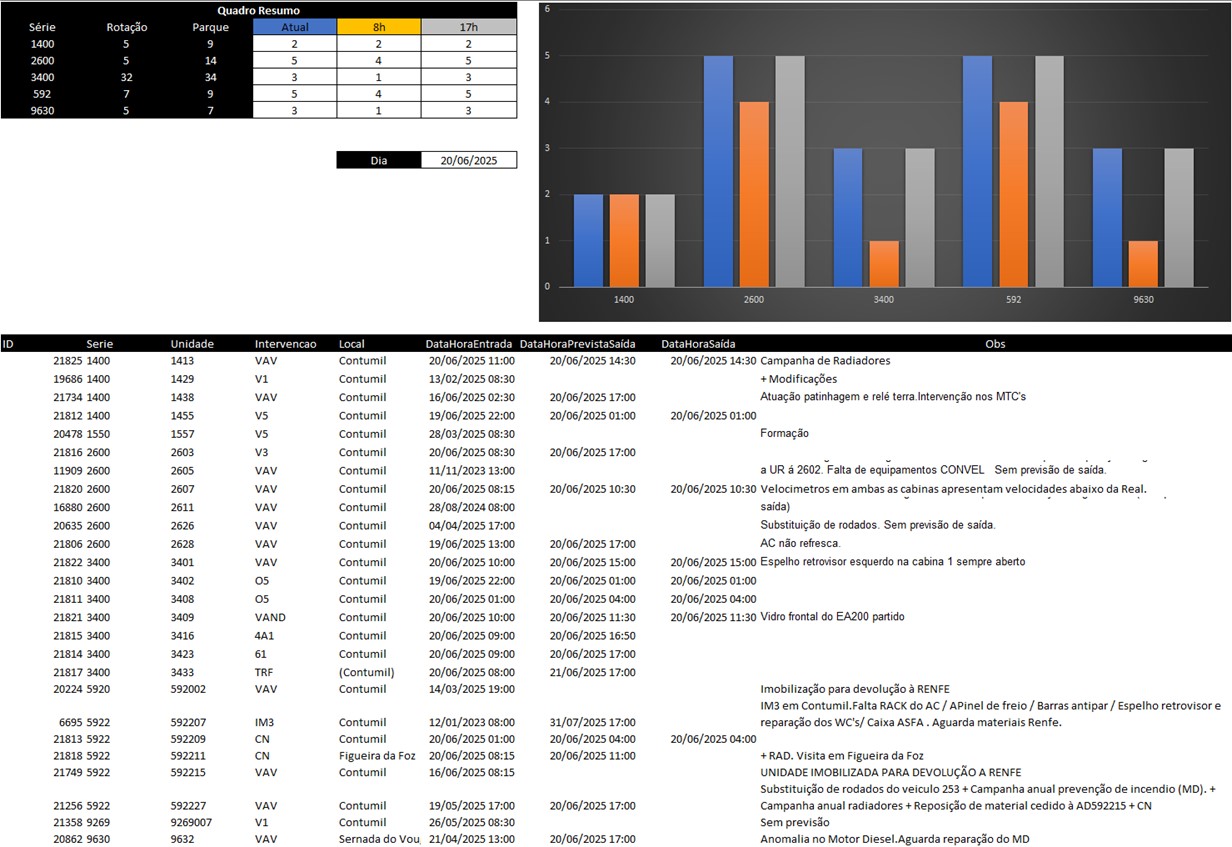 Quadro Resumo
Série Rotação Parque Atual 8h 17h
1400 5 9 2 2 2
2600 5 14 5 4 5
3400 32 34 3 1 3
592 7 9 5 4 5
9630 5 7 3 1 3
Dia 20/06/2025
6
5
4
3
2
1
0
1400 2600 3400 592 9630
ID Serie Unidade Intervencao Local DataHoraEntrada DataHoraPrevistaSaída DataHoraSaída Obs
21825 1400 1413 VAV Contumil 20/06/2025 11:00 20/06/2025 14:30 20/06/2025 14:30 Campanha de Radiadores
19686 1400 1429 V1 Contumil 13/02/2025 08:30 + Modificações
21734 1400 1438 VAV Contumil 16/06/2025 02:30 20/06/2025 17:00 Atuação patinhagem e relé terra.Intervenção nos MTC's
21812 1400 1455 V5 Contumil 19/06/2025 22:00 20/06/2025 01:00 20/06/2025 01:00
20478 1550 1557 V5 Contumil 28/03/2025 08:30 Formação
21816 2600 2603 V3 Contumil 20/06/2025 08:30 20/06/2025 17:00
11909 2600 2605 VAV Contumil 11/11/2023 13:00 a UR á 2602. Falta de equipamentos CONVEL Sem previsão de saída.
21820 2600 2607 VAV Contumil 20/06/2025 08:15 20/06/2025 10:30 20/06/2025 10:30 Velocimetros em ambas as cabinas apresentam velocidades abaixo da Real.
16880 2600 2611 VAV Contumil 28/08/2024 08:00 saída)
20635 2600 2626 VAV Contumil 04/04/2025 17:00 Substituição de rodados. Sem previsão de saída.
21806 2600 2628 VAV Contumil 19/06/2025 13:00 20/06/2025 17:00 AC não refresca.
21822 3400 3401 VAV Contumil 20/06/2025 10:00 20/06/2025 15:00 20/06/2025 15:00 Espelho retrovisor esquerdo na cabina 1 sempre aberto
21810 3400 3402 O5 Contumil 19/06/2025 22:00 20/06/2025 01:00 20/06/2025 01:00
21811 3400 3408 O5 Contumil 20/06/2025 01:00 20/06/2025 04:00 20/06/2025 04:00
21821 3400 3409 VAND Contumil 20/06/2025 10:00 20/06/2025 11:30 20/06/2025 11:30 Vidro frontal do EA200 partido
21815 3400 3416 4A1 Contumil 20/06/2025 09:00 20/06/2025 16:50
21814 3400 3423 61 Contumil 20/06/2025 09:00 20/06/2025 17:00
21817 3400 3433 TRF (Contumil) 20/06/2025 08:00 21/06/2025 17:00
20224 5920 592002 VAV Contumil 14/03/2025 19:00 Imobilização para devolução à RENFE
IM3 em Contumil.Falta RACK do AC / APinel de freio / Barras antipar / Espelho retrovisor e
6695 5922 592207 IM3 Contumil 12/01/2023 08:00 31/07/2025 17:00 reparação dos WC's/ Caixa ASFA . Aguarda materiais Renfe.
21813 5922 592209 CN Contumil 20/06/2025 01:00 20/06/2025 04:00 20/06/2025 04:00
21818 5922 592211 CN Figueira da Foz 20/06/2025 08:15 20/06/2025 11:00 + RAD. Visita em Figueira da Foz
21749 5922 592215 VAV Contumil 16/06/2025 08:15 UNIDADE IMOBILIZADA PARA DEVOLUÇÃO A RENFE
Substituição de rodados do veiculo 253 + Campanha anual prevenção de incendio (MD). +
21256 5922 592227 VAV Contumil 19/05/2025 17:00 20/06/2025 17:00 Campanha anual radiadores + Reposição de material cedido à AD592215 + CN
21358 9269 9269007 V1 Contumil 26/05/2025 08:30 Sem previsão
20862 9630 9632 VAV Sernada do Vou 21/04/2025 13:00 20/06/2025 17:00 Anomalia no Motor Diesel.Aguarda reparação do MD